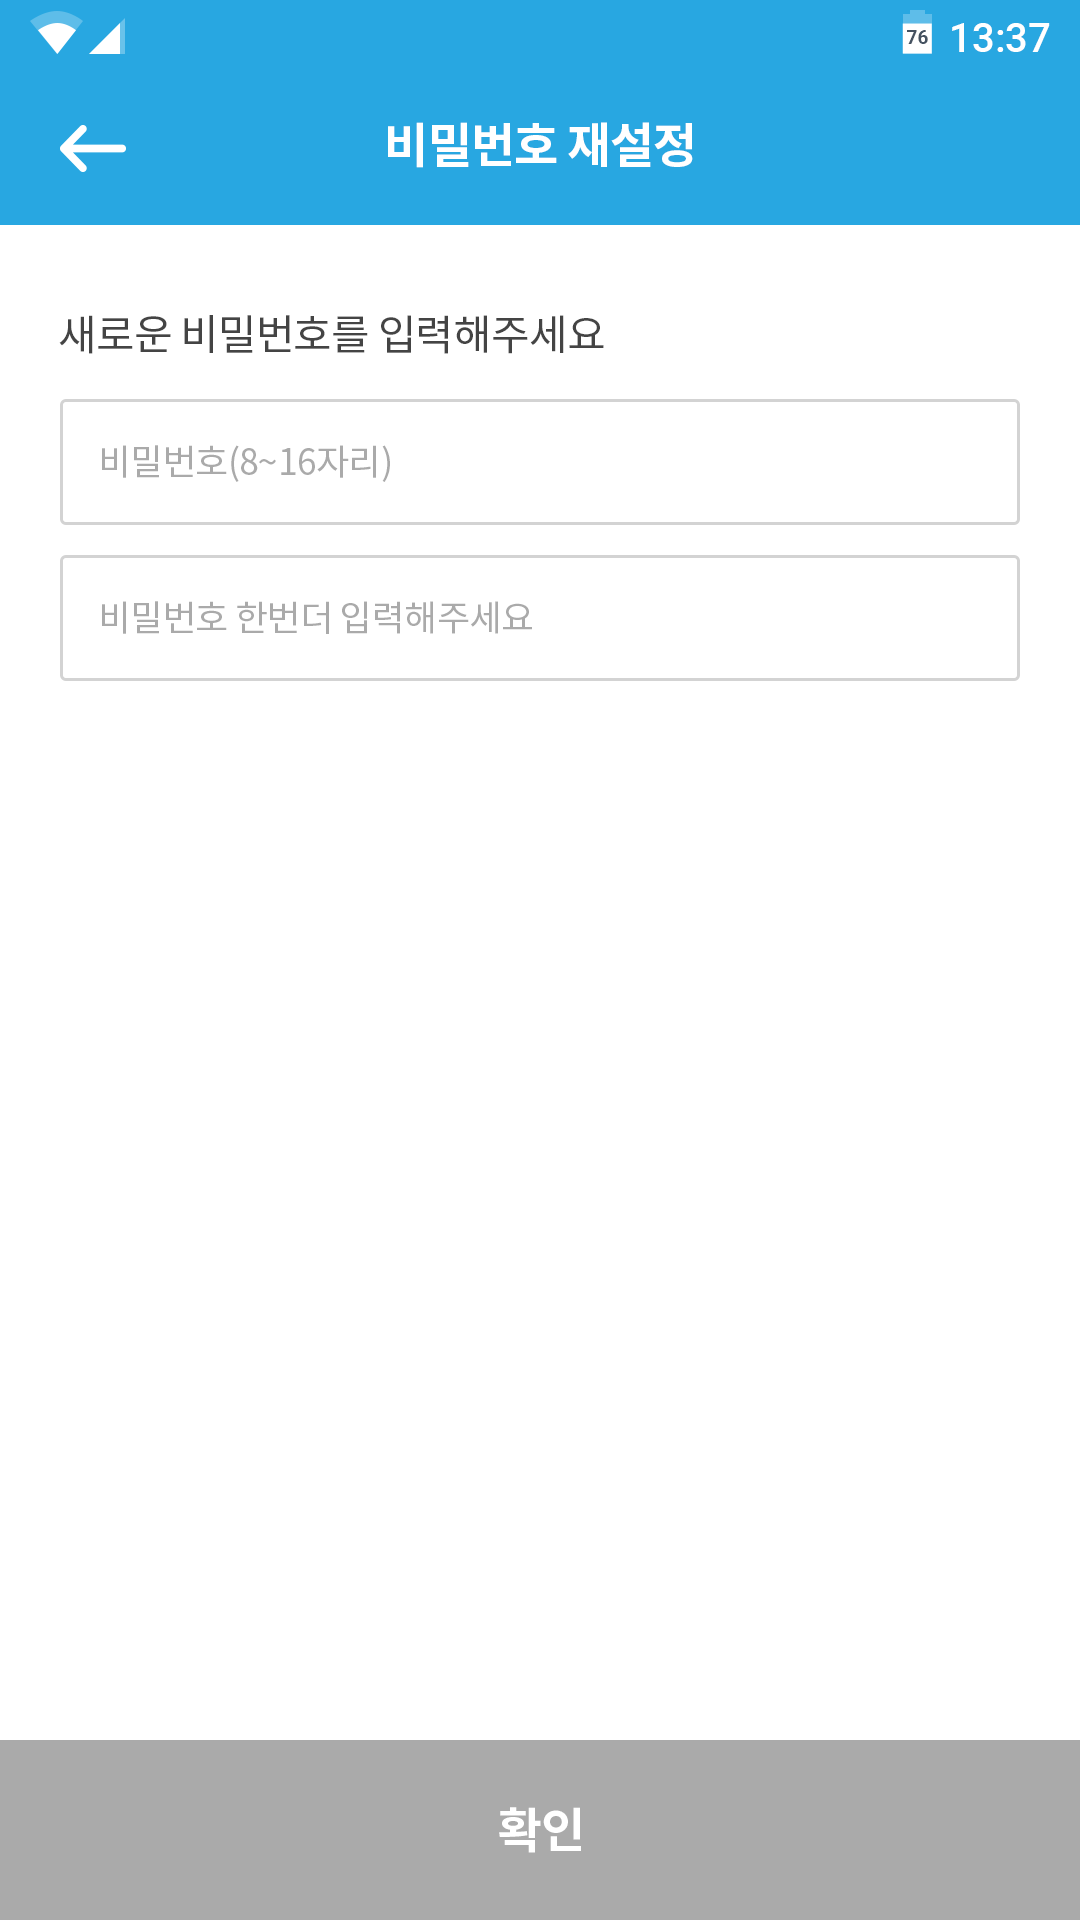 76 13:37
비밀번호 재설정
새로운 비밀번호를 입력해주세요
비밀번호(8~16자리)
비밀번호 한번더 입력해주세요
확인